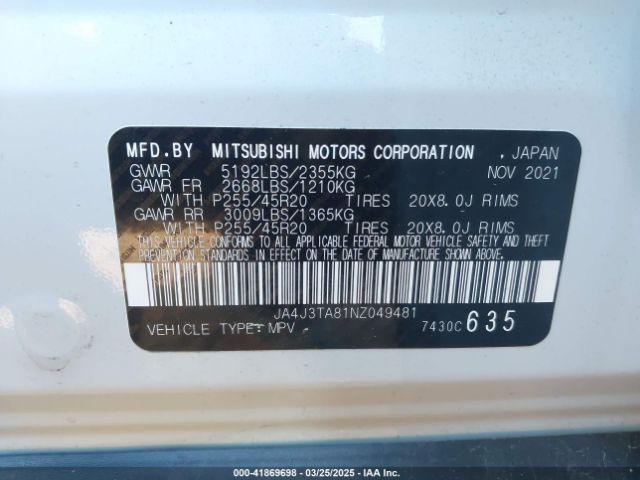 MFD. BY MITSUBISHI MOTORS CORPORATION , JAPAN
GVWR 5192LBS/2355KG NOV 2021
GAWR FR 2668LBS/1210KG
WITH P255/45R20 TIRES 20X8.0J RIMS
GAWR RR 3009LBS/1365KG
WITH P255/45R20 TIRES 20X8.0J RIMS
THIS VEHICLE CONFORMS TO ALL APPLICABLE FEDERAL MOTOR VEHICLE SAFETY AND THEFT
PREVENTION STANDARDS IN EFFECT ON THE DATE OF MANUFACTURE SHOWN ABOVE.
JA4J3TA81NZ049481
VEHICLE TYPE: MPV 7430C 635
000-41869698 - 03/25/2025 - IAA Inc.